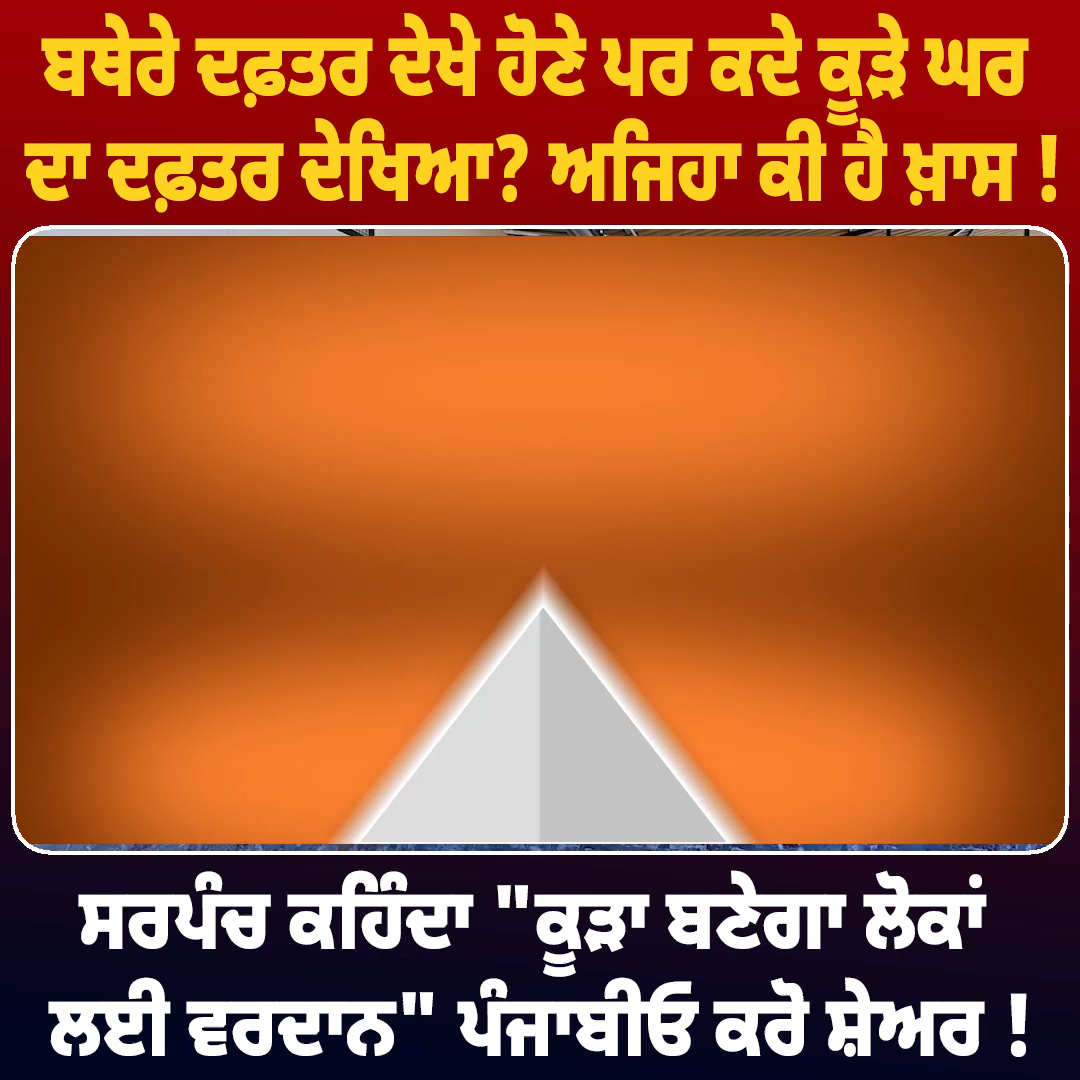 ਬਥੇਰੇ ਦਫ਼ਤਰ ਦੇਖੇ ਹੋਣੇ ਪਰ ਕਦੇ ਕੂੜੇ ਘਰ
ਦਾ ਦਫ਼ਤਰ ਦੇਖਿਆ? ਅਜਿਹਾ ਕੀ ਹੈ ਖ਼ਾਸ !
ਸਰਪੰਚ ਕਹਿੰਦਾ "ਕੂੜਾ ਬਣੇਗਾ ਲੋਕਾਂ
ਲਈ ਵਰਦਾਨ" ਪੰਜਾਬੀਓ ਕਰੋ ਸ਼ੇਅਰ !